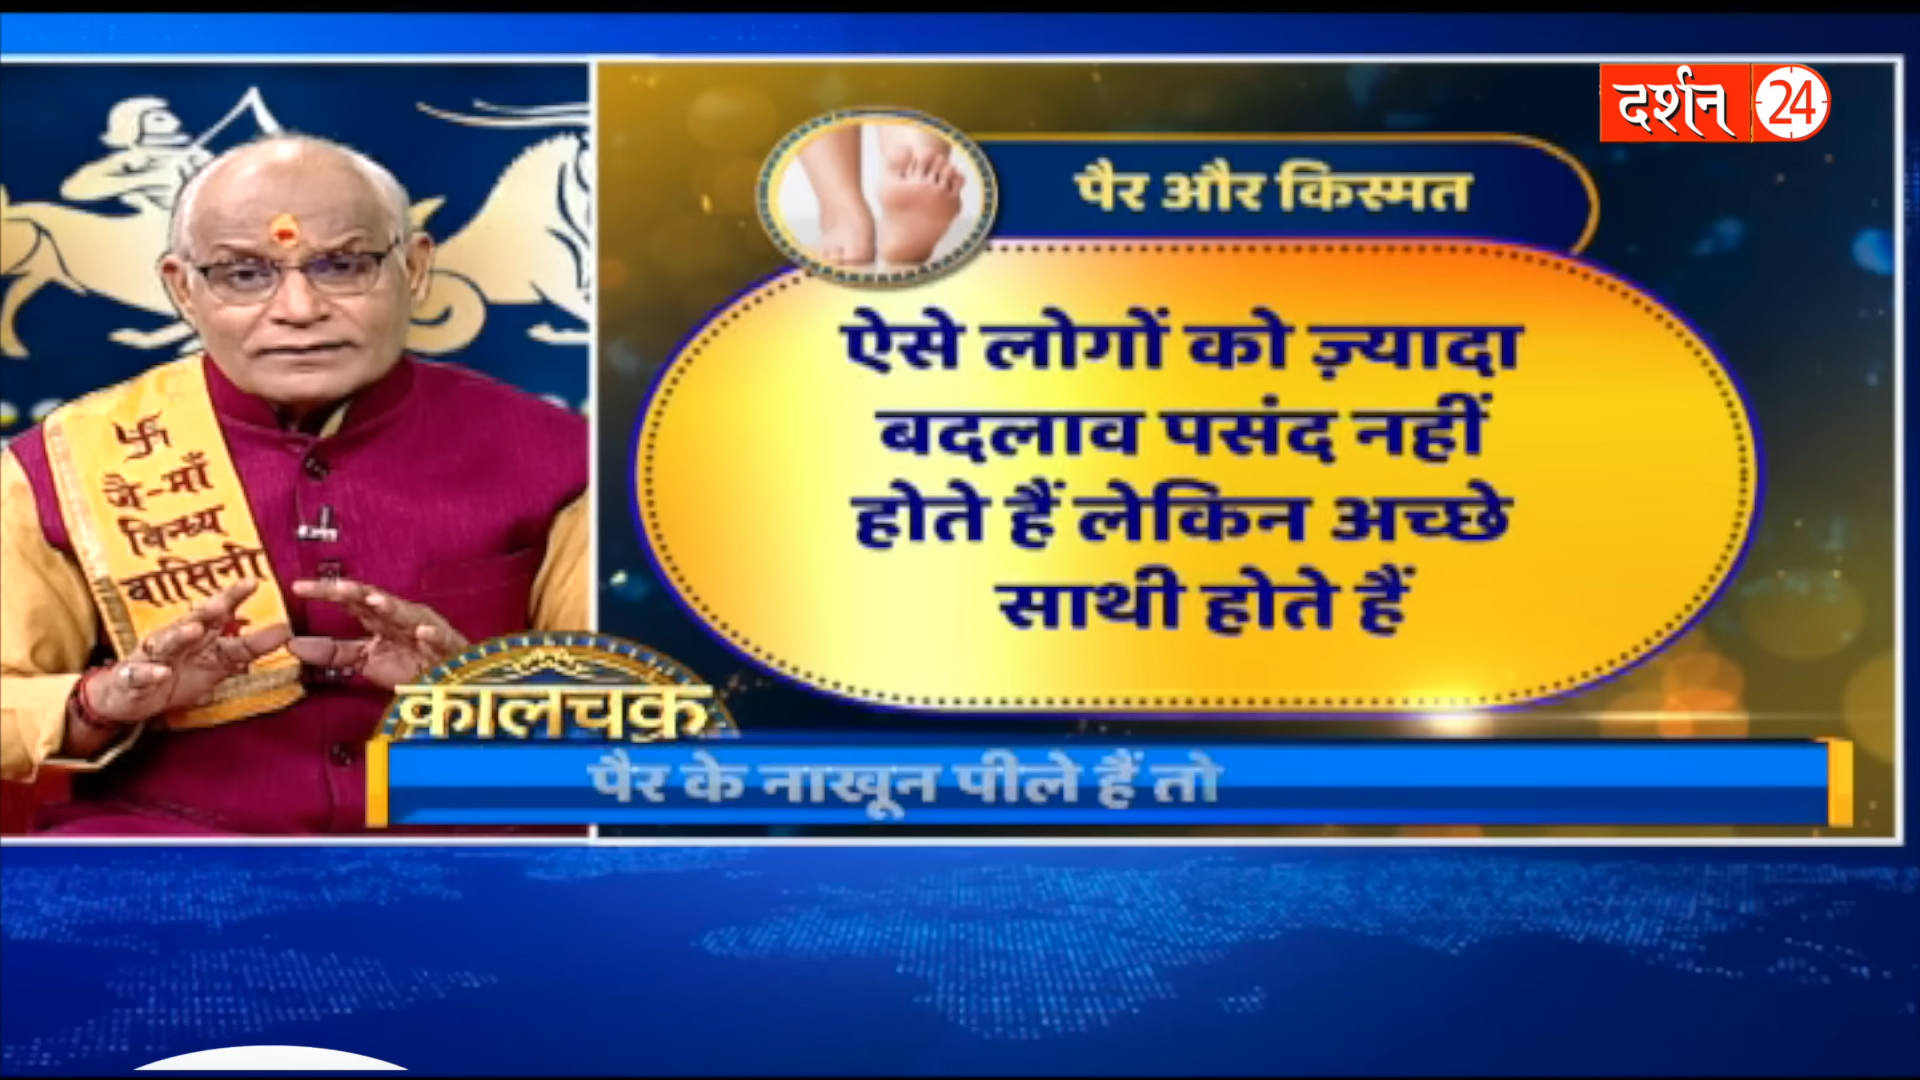 दर्शन 24
पैर और किस्मत
ऐसे लोगों को ज़्यादा
बदलाव पसंद नहीं
होते हैं लेकिन अच्छे
साथी होते हैं
जै-माँ
विन्ध्य
वासिनी
कालचक्र
पैर के नाखून पीले हैं तो